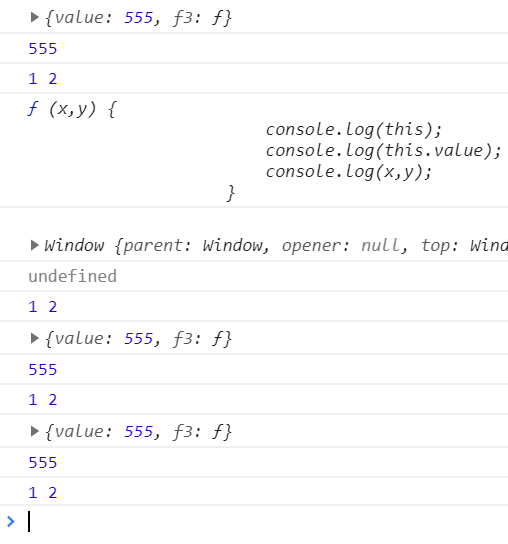 {value: 555, f3: ƒ}
555
1 2
ƒ (x,y) {
console.log(this);
console.log(this.value);
console.log(x,y);
}
Window {parent: Window, opener: null, top: Wind
undefined
1 2
{value: 555, f3: ƒ}
555
1 2
{value: 555, f3: ƒ}
555
1 2